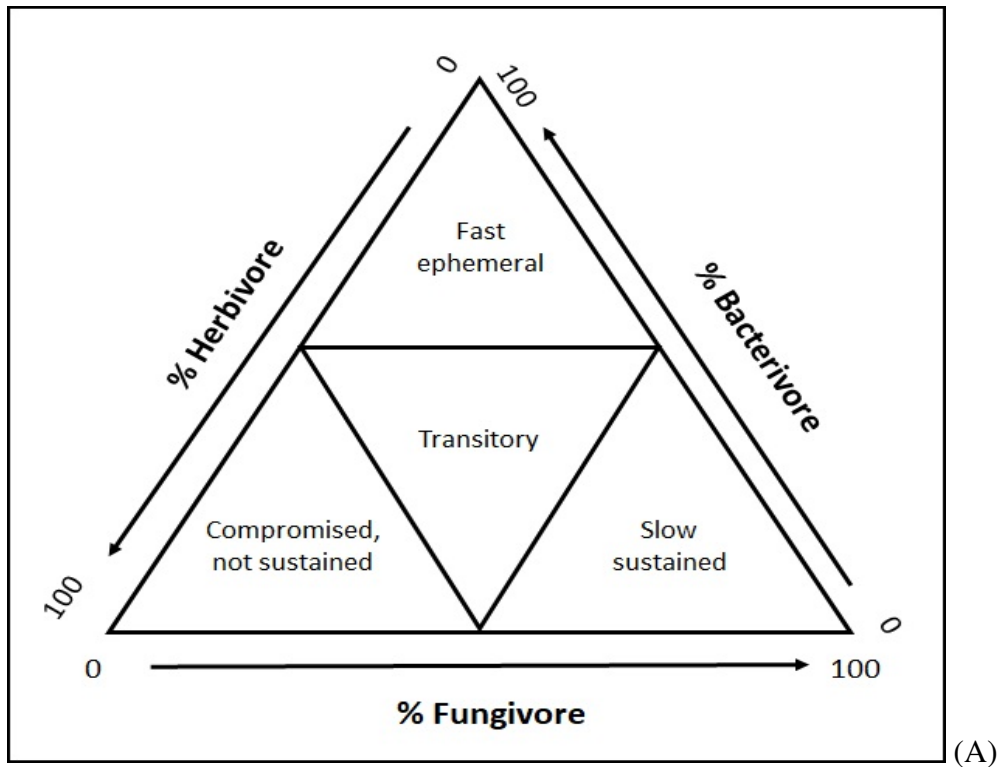 0
100
% Herbivore
% Bacterivore
Fast
ephemeral
Transitory
Compromised,
not sustained
Slow
sustained
100
0
0
100
% Fungivore
(A)